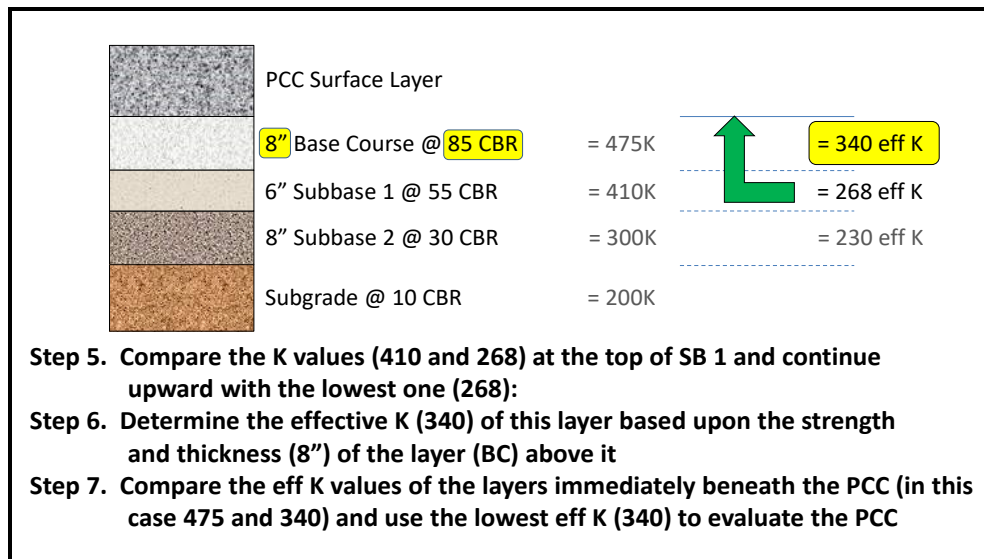 PCC Surface Layer
8” Base Course @ 85 CBR = 475K = 340 eff K
6” Subbase 1 @ 55 CBR = 410K = 268 eff K
8” Subbase 2 @ 30 CBR = 300K = 230 eff K
Subgrade @ 10 CBR = 200K
Step 5. Compare the K values (410 and 268) at the top of SB 1 and continue
upward with the lowest one (268):
Step 6. Determine the effective K (340) of this layer based upon the strength
and thickness (8”) of the layer (BC) above it
Step 7. Compare the eff K values of the layers immediately beneath the PCC (in this
case 475 and 340) and use the lowest eff K (340) to evaluate the PCC